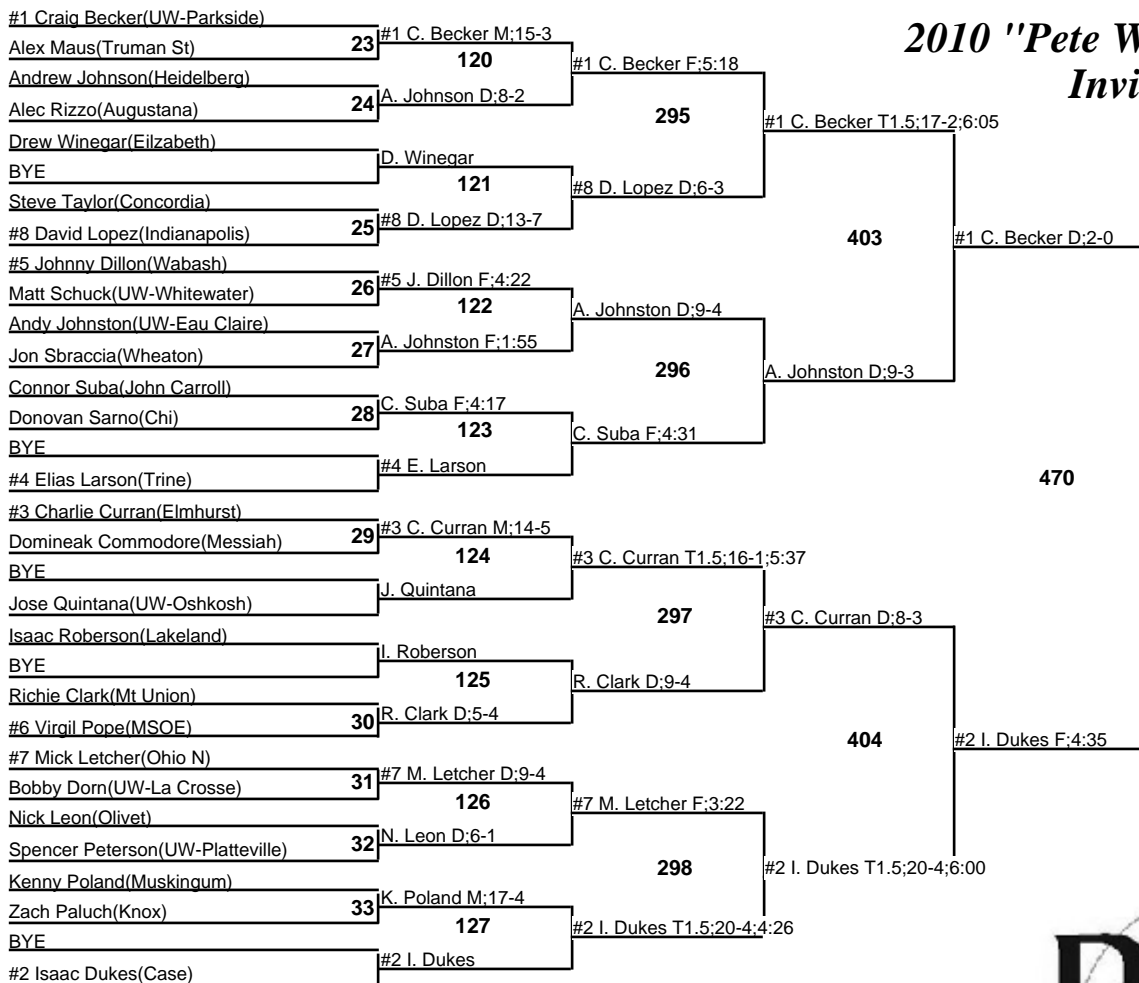 2010 "Pete W
Invi
#1 Craig Becker(UW-Parkside)
Alex Maus(Truman St)
Andrew Johnson(Heidelberg)
Alec Rizzo(Augustana)
Drew Winegar(Eilzabeth)
BYE
Steve Taylor(Concordia)
#8 David Lopez(Indianapolis)
#5 Johnny Dillon(Wabash)
Matt Schuck(UW-Whitewater)
Andy Johnston(UW-Eau Claire)
Jon Sbraccia(Wheaton)
Connor Suba(John Carroll)
Donovan Sarno(Chi)
BYE
#4 Elias Larson(Trine)
#3 Charlie Curran(Elmhurst)
Domineak Commodore(Messiah)
BYE
Jose Quintana(UW-Oshkosh)
Isaac Roberson(Lakeland)
BYE
Richie Clark(Mt Union)
#6 Virgil Pope(MSOE)
#7 Mick Letcher(Ohio N)
Bobby Dorn(UW-La Crosse)
Nick Leon(Olivet)
Spencer Peterson(UW-Platteville)
Kenny Poland(Muskingum)
Zach Paluch(Knox)
BYE
#2 Isaac Dukes(Case)
23
24
25
26
27
28
29
30
31
32
33
#1 C. Becker M;15-3
120
A. Johnson D;8-2
D. Winegar
121
#8 D. Lopez D;13-7
#5 J. Dillon F;4:22
122
A. Johnston F;1:55
C. Suba F;4:17
123
#4 E. Larson
#3 C. Curran M;14-5
124
J. Quintana
I. Roberson
125
R. Clark D;5-4
#7 M. Letcher D;9-4
126
N. Leon D;6-1
K. Poland M;17-4
127
#2 I. Dukes
#1 C. Becker F;5:18
295
#8 D. Lopez D;6-3
A. Johnston D;9-4
296
C. Suba F;4:31
#3 C. Curran T1.5;16-1;5:37
297
R. Clark D;9-4
#7 M. Letcher F;3:22
298
#2 I. Dukes T1.5;20-4;4:26
#1 C. Becker T1.5;17-2;6:05
403
A. Johnston D;9-3
#3 C. Curran D;8-3
404
#2 I. Dukes T1.5;20-4;6:00
#1 C. Becker D;2-0
470
#2 I. Dukes F;4:35
D